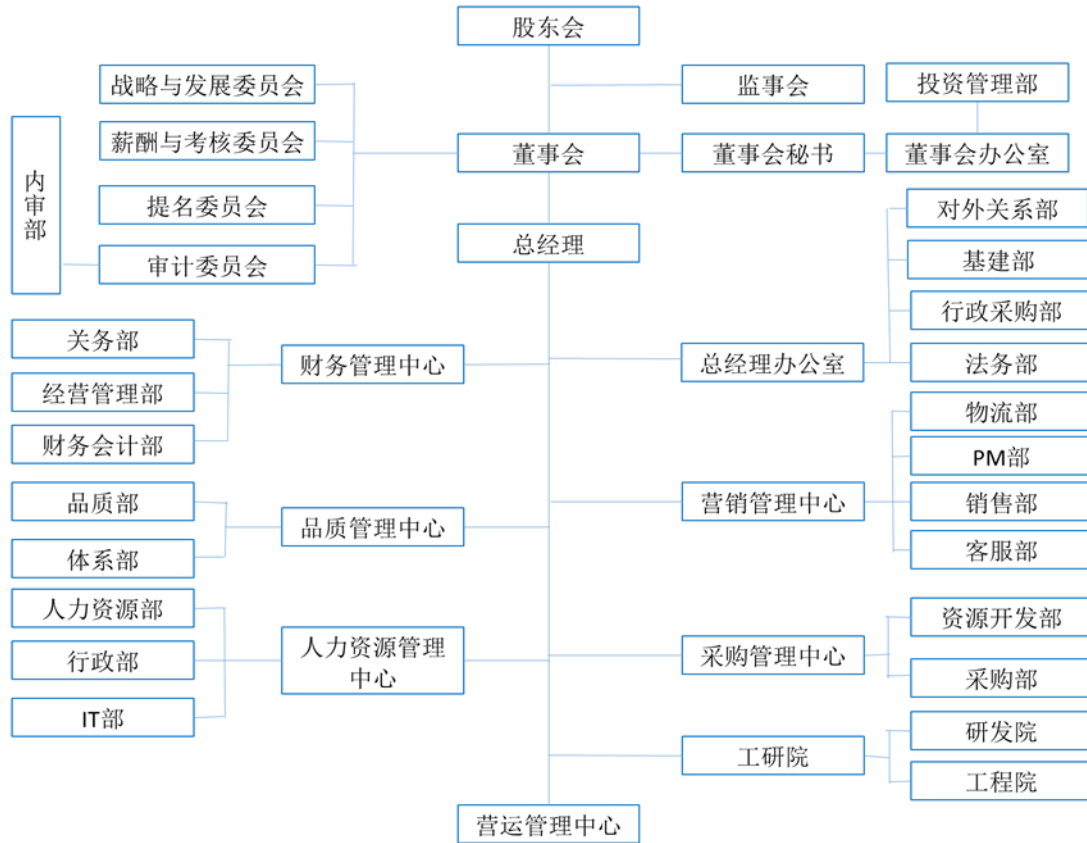 股东会
战略与发展委员会
监事会
投资管理部
薪酬与考核委员会
董事会
董事会秘书
董事会办公室
内审部
提名委员会
对外关系部
总经理
审计委员会
基建部
行政采购部
关务部
财务管理中心
总经理办公室
法务部
经营管理部
物流部
财务会计部
PM部
品质部
营销管理中心
销售部
品质管理中心
体系部
客服部
人力资源部
资源开发部
人力资源管理
中心
行政部
采购管理中心
采购部
IT部
研发院
工研院
工程院
营运管理中心